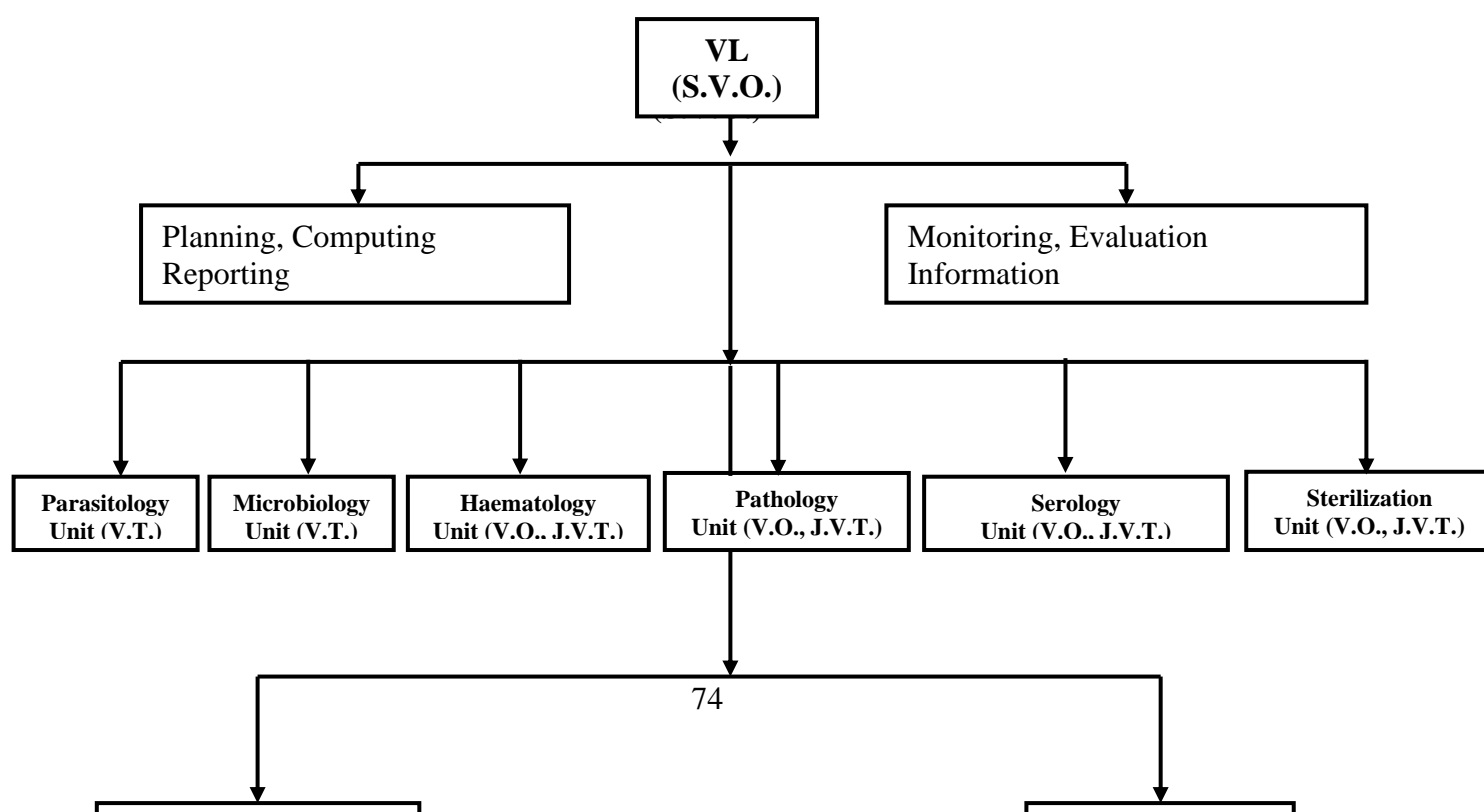 VL
(S.V.O.)
Planning, Computing
Reporting
Monitoring, Evaluation
Information
Parasitology
Unit (V.T.)
Microbiology
Unit (V.T.)
Haematology
Unit (V.O., J.V.T.)
Pathology
Unit (V.O., J.V.T.)
Serology
Unit (V.O., J.V.T.)
Sterilization
Unit (V.O., J.V.T.)
74